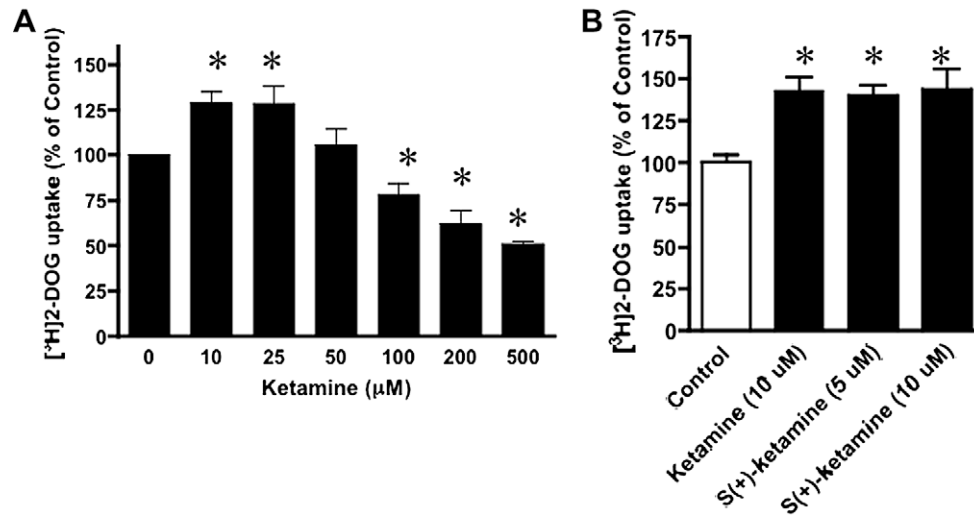 A
[³H]2-DOG uptake (% of Control)
150
125
100
75
50
25
0
* * * * *
0 10 25 50 100 200 500
Ketamine (μM)
B
[³H]2-DOG uptake (% of Control)
175
150
125
100
75
50
25
0
* * *
Control
Ketamine (10 uM)
S(+)-ketamine (5 uM)
S(+)-ketamine (10 uM)